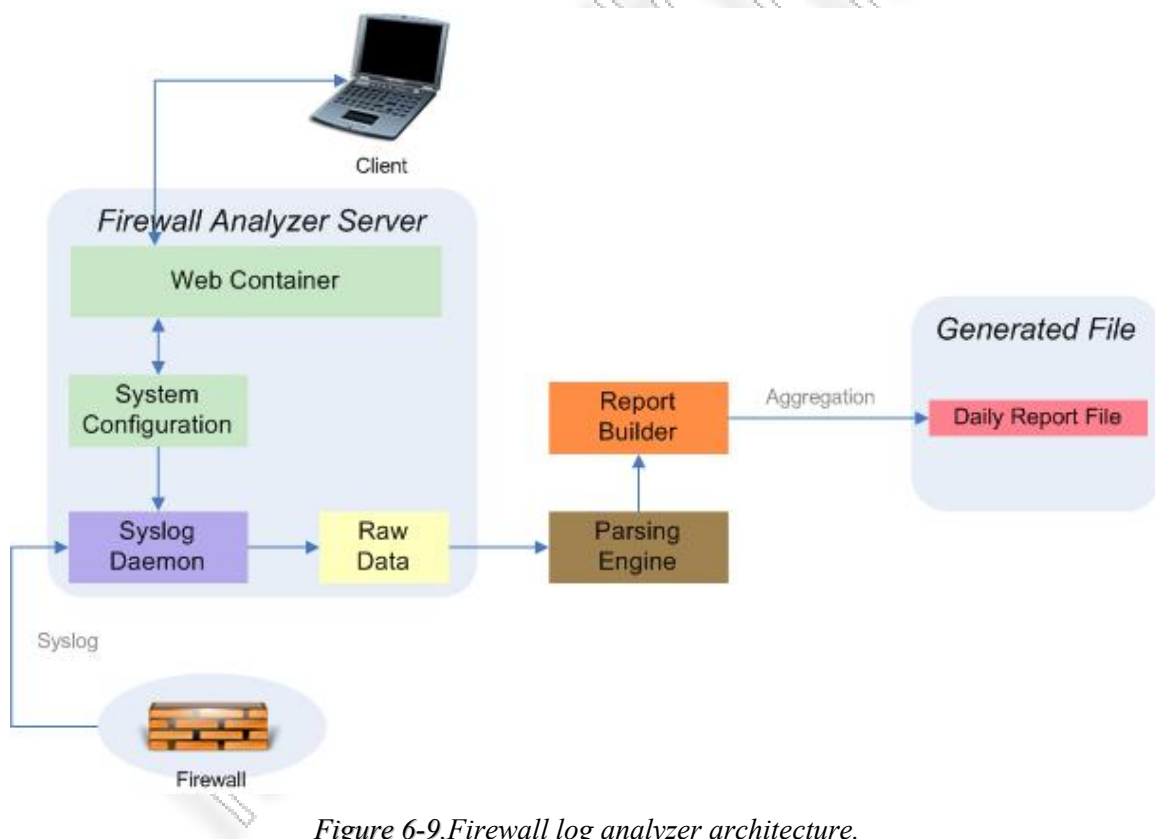 Client
Firewall Analyzer Server
Web Container
System
Configuration
Syslog
Daemon
Raw
Data
Parsing
Engine
Report
Builder
Aggregation
Generated File
Daily Report File
Syslog
Firewall
Figure 6-9.Firewall log analyzer architecture.